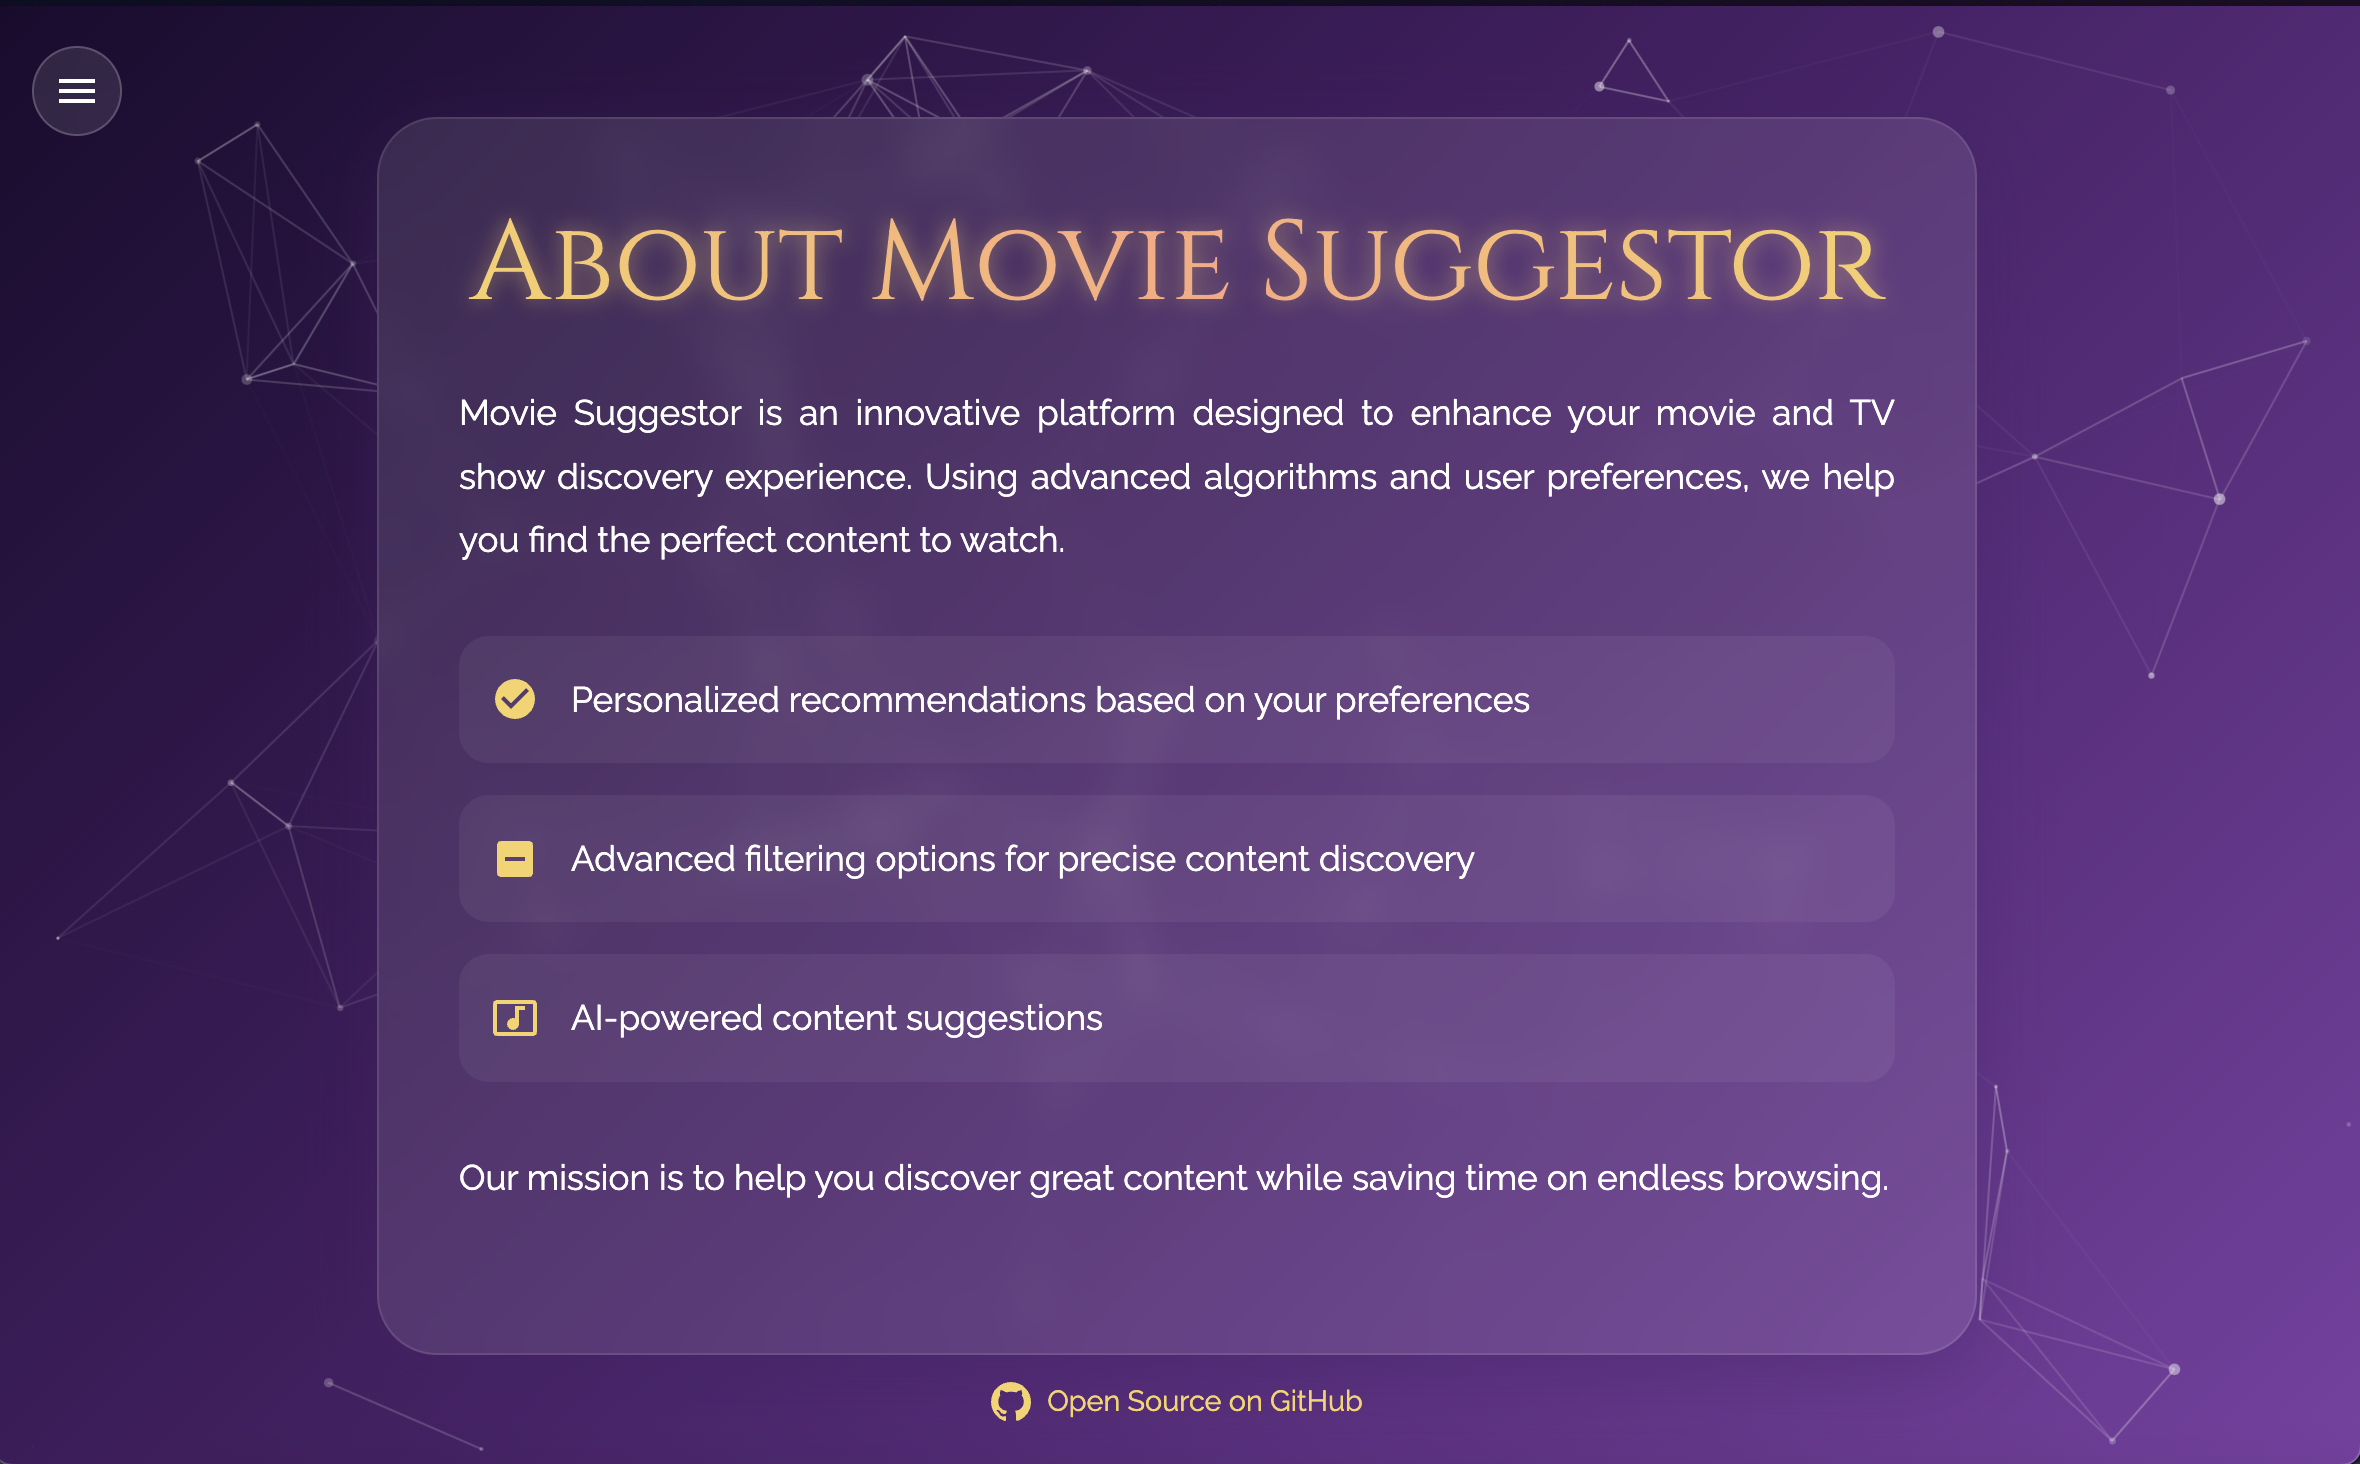 About Movie Suggestor
Movie Suggestor is an innovative platform designed to enhance your movie and TV
show discovery experience. Using advanced algorithms and user preferences, we help
you find the perfect content to watch.
Personalized recommendations based on your preferences
Advanced filtering options for precise content discovery
AI-powered content suggestions
Our mission is to help you discover great content while saving time on endless browsing.
Open Source on GitHub